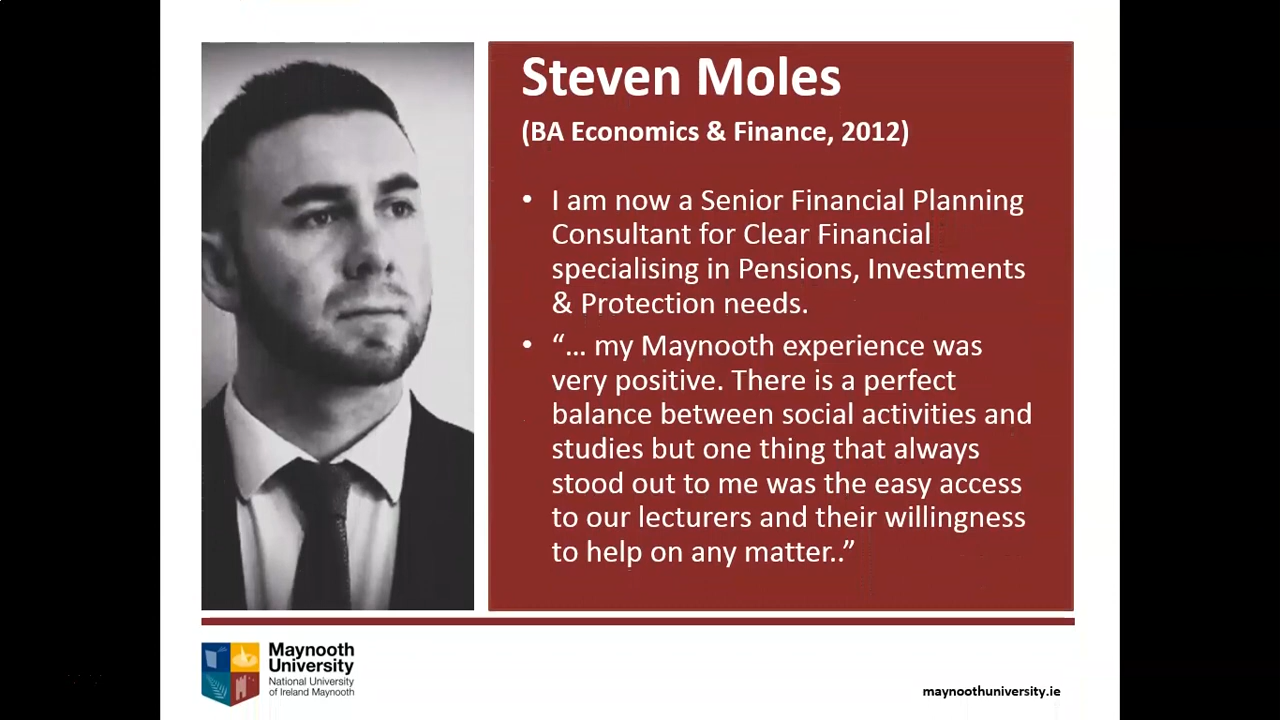 Steven Moles
(BA Economics & Finance, 2012)
• I am now a Senior Financial Planning
Consultant for Clear Financial
specialising in Pensions, Investments
& Protection needs.
• “... my Maynooth experience was
very positive. There is a perfect
balance between social activities and
studies but one thing that always
stood out to me was the easy access
to our lecturers and their willingness
to help on any matter..”
Maynooth
University
National University
of Ireland Maynooth
maynoothuniversity.ie